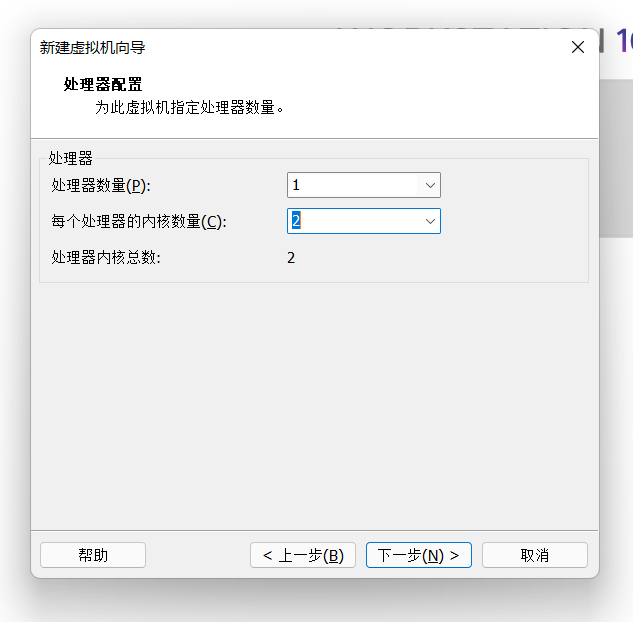 新建虚拟机向导
处理器配置
为此虚拟机指定处理器数量。
处理器
处理器数量(P): 1
每个处理器的内核数量(C): 2
处理器内核总数: 2
帮助 < 上一步(B) 下一步(N) > 取消